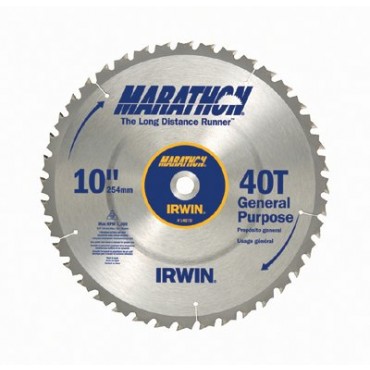 MARATHON
The Long Distance Runner™
MARATHON
10"
254mm
IRWIN
40T
General
Purpose
Propósito general
Usage général
IRWIN